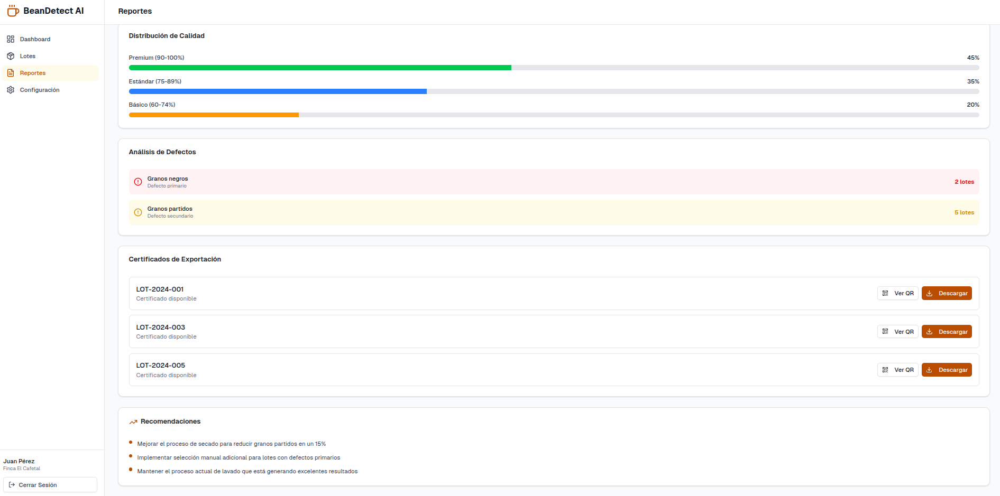 BeanDetect AI
Reportes
Dashboard
Lotes
Reportes
Configuración
Distribución de Calidad
Premium (90-100%) 45%
Estándar (75-89%) 35%
Básico (60-74%) 20%
Análisis de Defectos
Granos negros
Defecto primario
2 lotes
Granos partidos
Defecto secundario
5 lotes
Certificados de Exportación
LOT-2024-001
Certificado disponible
Ver QR Descargar
LOT-2024-003
Certificado disponible
Ver QR Descargar
LOT-2024-005
Certificado disponible
Ver QR Descargar
Recomendaciones
Mejorar el proceso de secado para reducir granos partidos en un 15%
Implementar selección manual adicional para lotes con defectos primarios
Mantener el proceso actual de lavado que está generando excelentes resultados
Juan Pérez
Finca El Cafetal
Cerrar Sesión